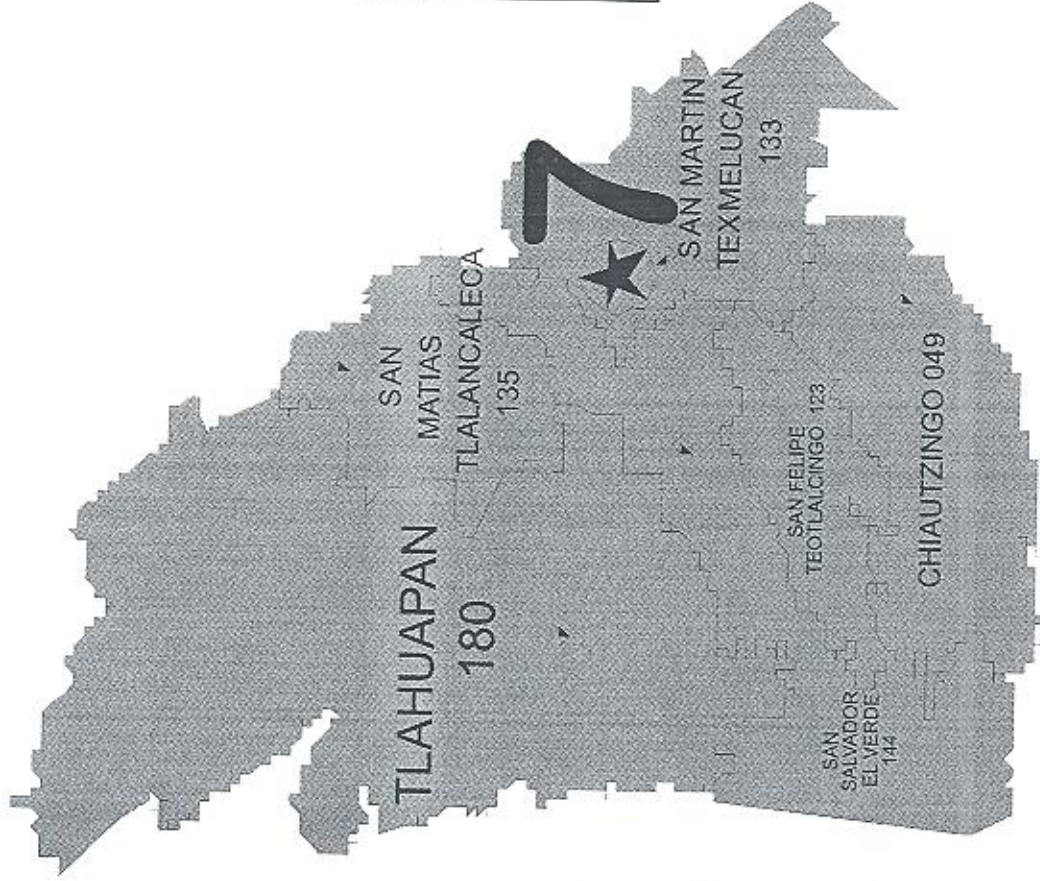 TLAHUAPAN
180
SAN
MATIAS
TLALANCALECA
135
7
SAN MARTIN
TEXMELUCAN
133
SAN FELIPE
TEOTLALCINGO 123
SAN
SALVADOR
EL VERDE
144
CHIAUTZINGO 049